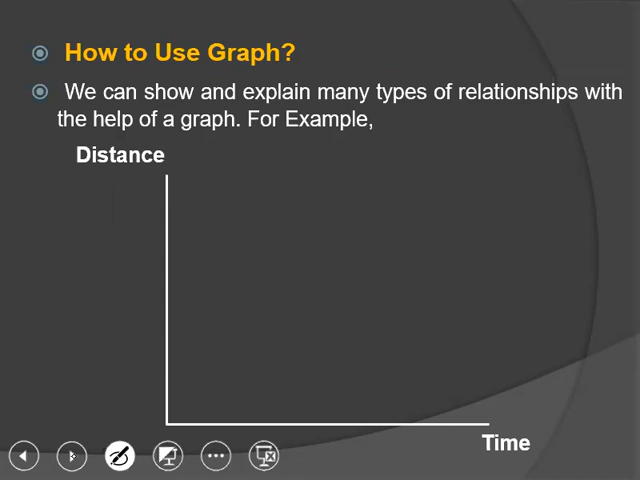 How to Use Graph?
We can show and explain many types of relationships with
the help of a graph. For Example,
Distance
Time